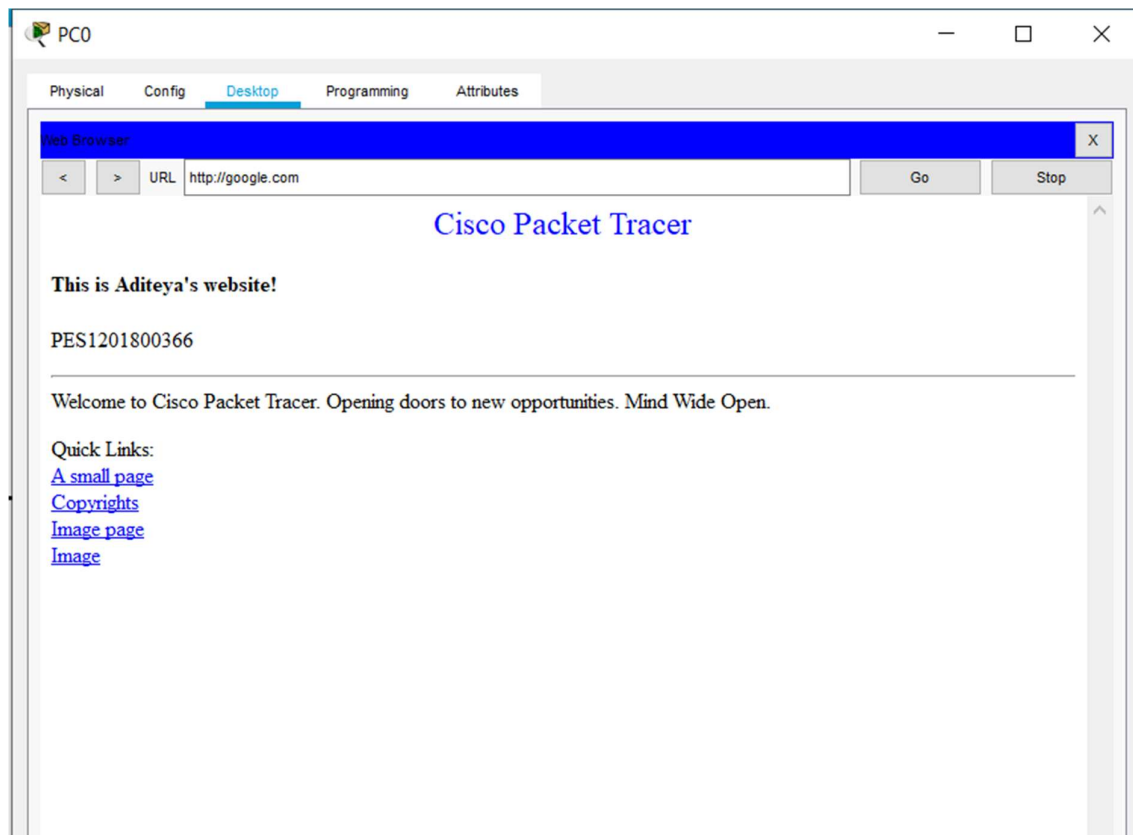 PC0
Physical Config Desktop Programming Attributes
Web Browser X
< > URL http://google.com Go Stop
Cisco Packet Tracer
This is Aditeya's website!
PES1201800366
Welcome to Cisco Packet Tracer. Opening doors to new opportunities. Mind Wide Open.
Quick Links:
A small page
Copyrights
Image page
Image